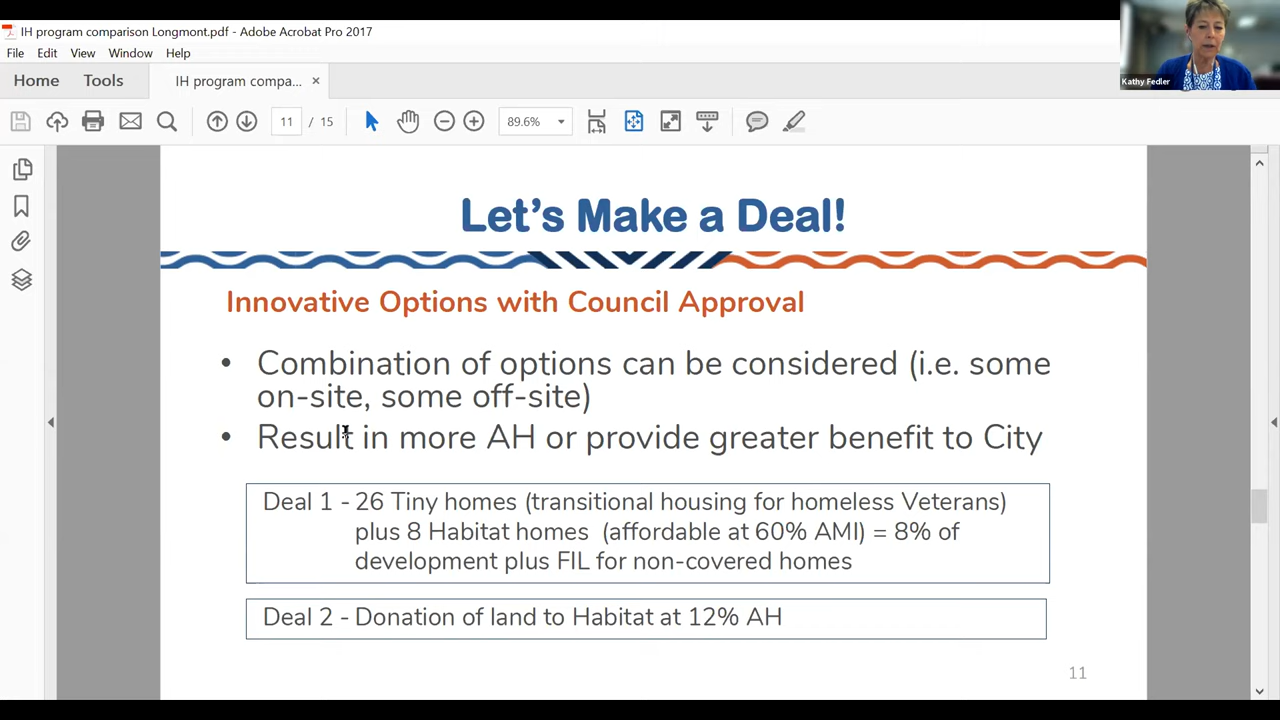 IH program comparison Longmont.pdf - Adobe Acrobat Pro 2017
File Edit View Window Help
Home Tools IH program compa... ×
11 / 15 89.6%
Kathy Fedler
Let's Make a Deal!
Innovative Options with Council Approval
• Combination of options can be considered (i.e. some
on-site, some off-site)
• Result in more AH or provide greater benefit to City
Deal 1 - 26 Tiny homes (transitional housing for homeless Veterans)
plus 8 Habitat homes (affordable at 60% AMI) = 8% of
development plus FIL for non-covered homes
Deal 2 - Donation of land to Habitat at 12% AH
11